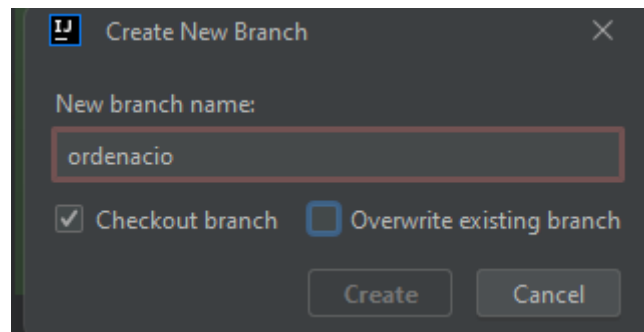 IJ Create New Branch
New branch name:
ordenacio
Checkout branch Overwrite existing branch
Create Cancel